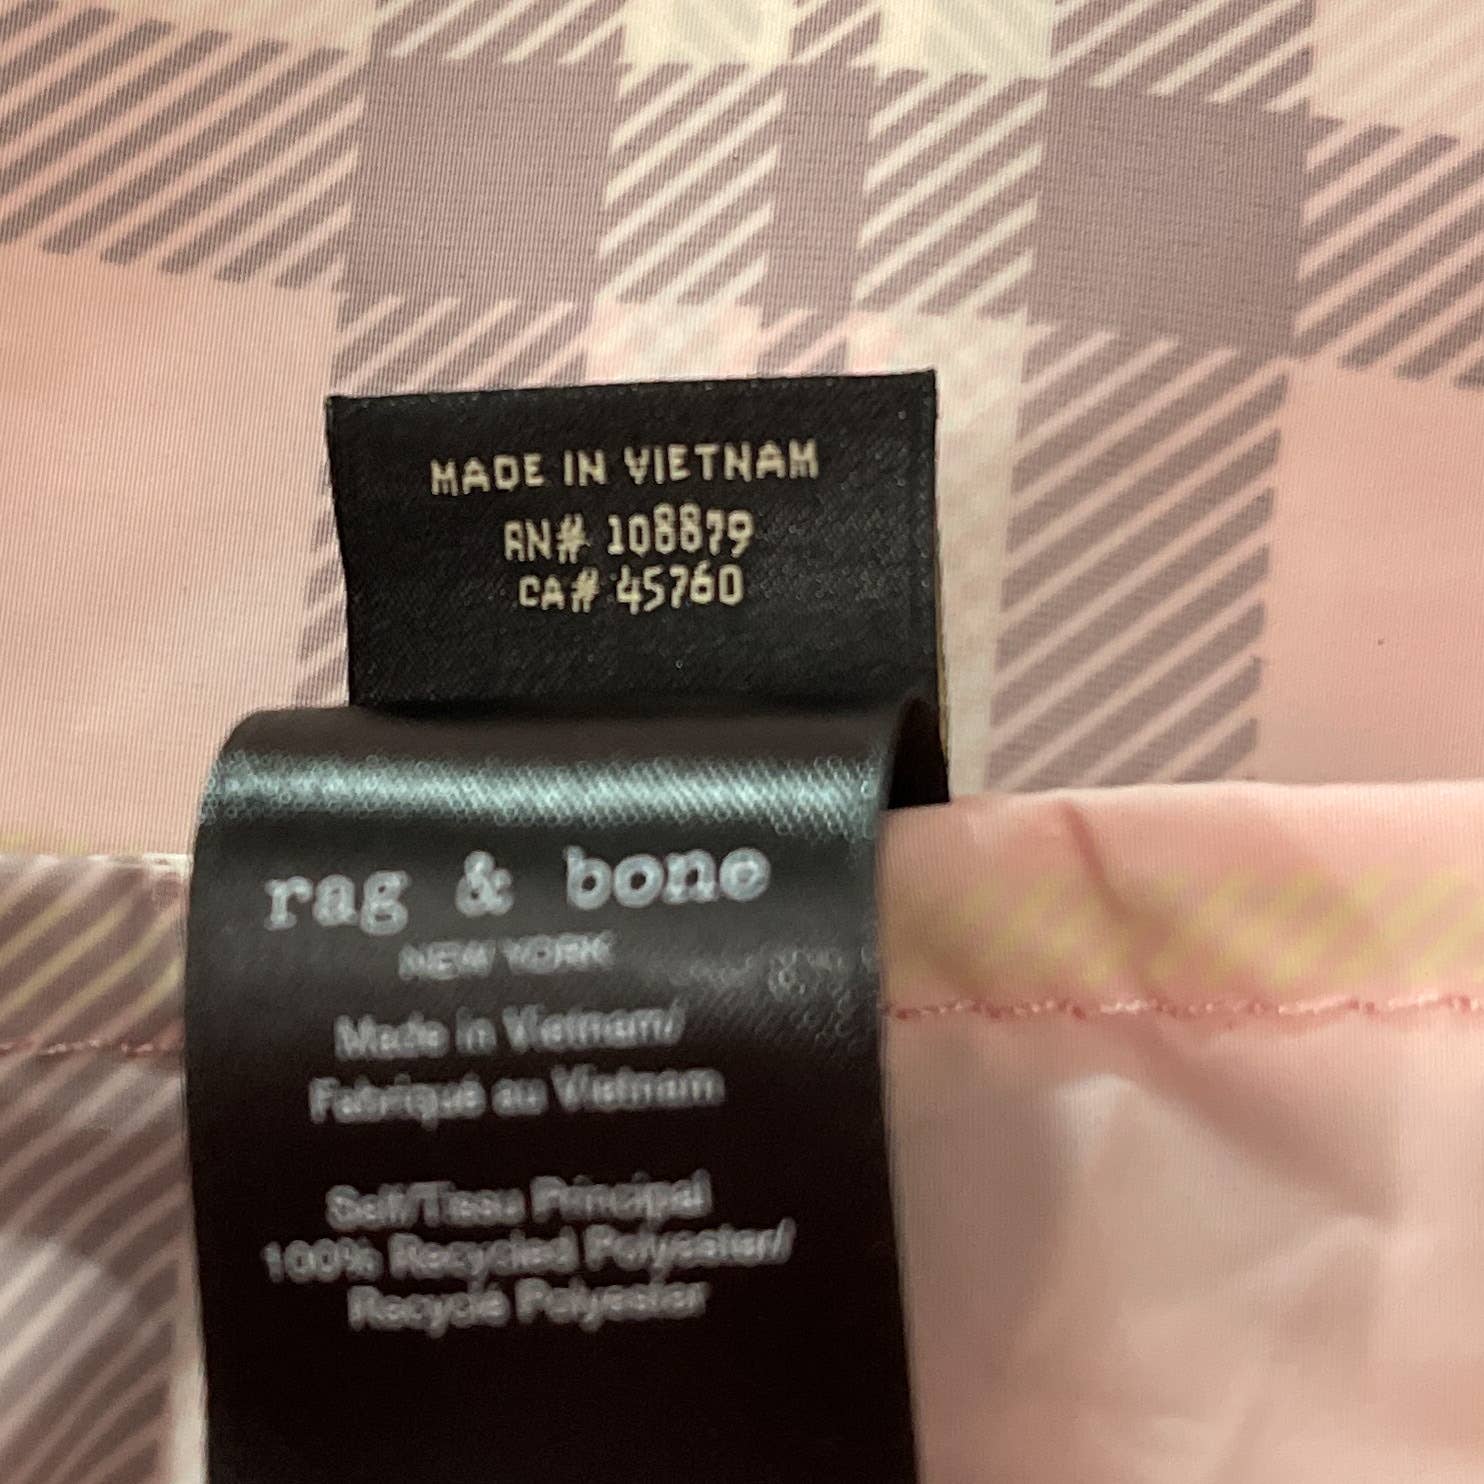 MADE IN VIETNAM
RN# 108879
CA# 45760
rag & bone
NEW YORK
Made in Vietnam/
Fabriqué au Vietnam
Self/Tissu Principal
100% Recycled Polyester/
Recyclé Polyester